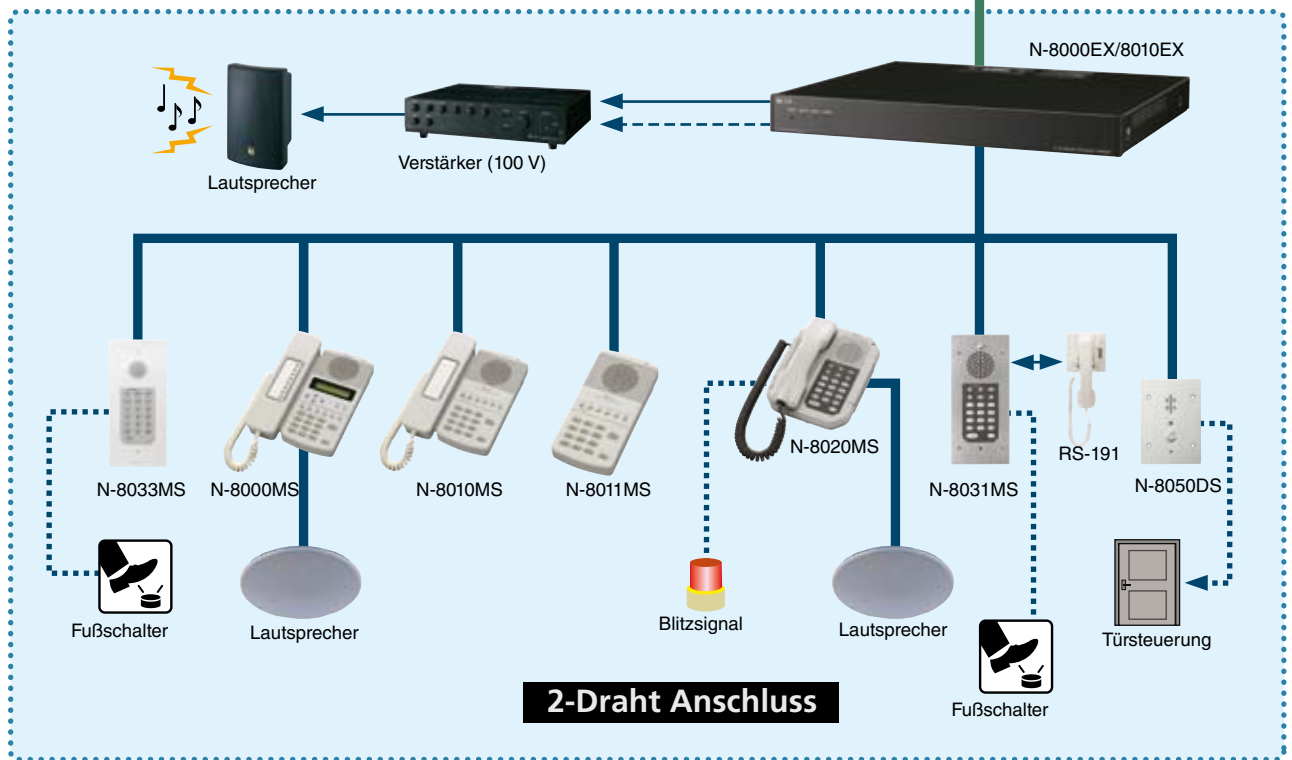 N-8000EX/8010EX
Verstärker (100 V)
Lautsprecher
N-8020MS
RS-191
N-8033MS
N-8000MS
N-8010MS
N-8011MS
N-8031MS
N-8050DS
Fußschalter
Lautsprecher
Blitzsignal
Lautsprecher
Türsteuerung
2-Draht Anschluss
Fußschalter